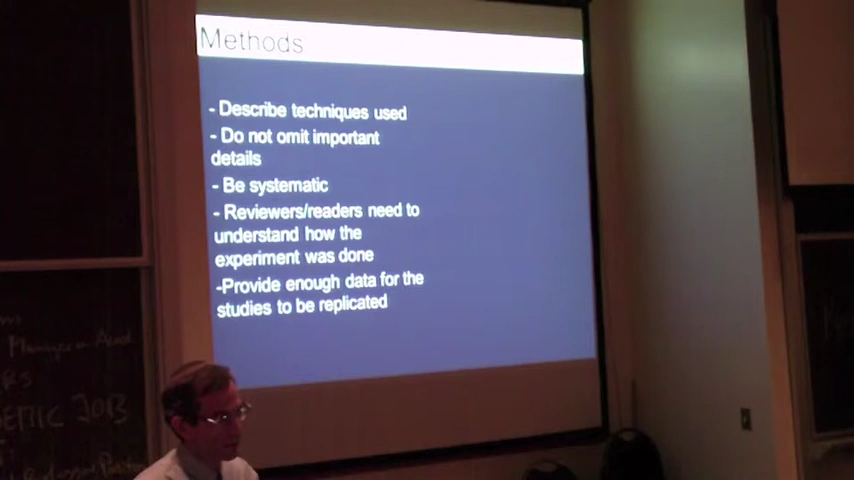 Methods
- Describe techniques used
- Do not omit important
details
- Be systematic
- Reviewers/readers need to
understand how the
experiment was done
-Provide enough data for the
studies to be replicated
2013